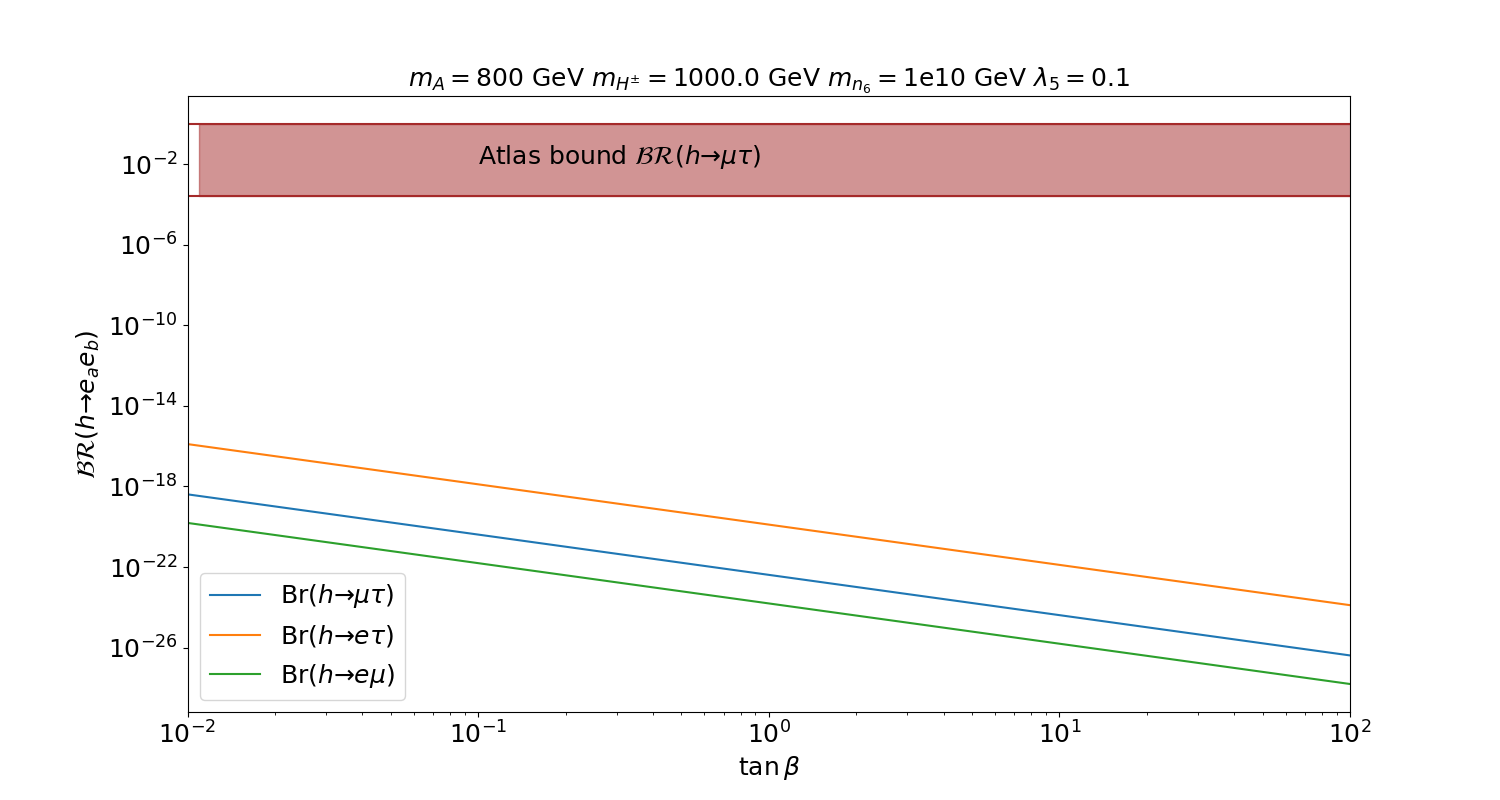 m_A = 800 GeV m_{H^±} = 1000.0 GeV m_{n_6} = 1e10 GeV λ_5 = 0.1
Atlas bound 𝓑𝓡(h→μτ)
10^{-2}
10^{-6}
10^{-10}
10^{-14}
10^{-18}
10^{-22}
10^{-26}
𝓑𝓡(h→e_a e_b)
Br(h→μτ)
Br(h→eτ)
Br(h→eμ)
10^{-2} 10^{-1} 10^{0} 10^{1} 10^{2}
tan β